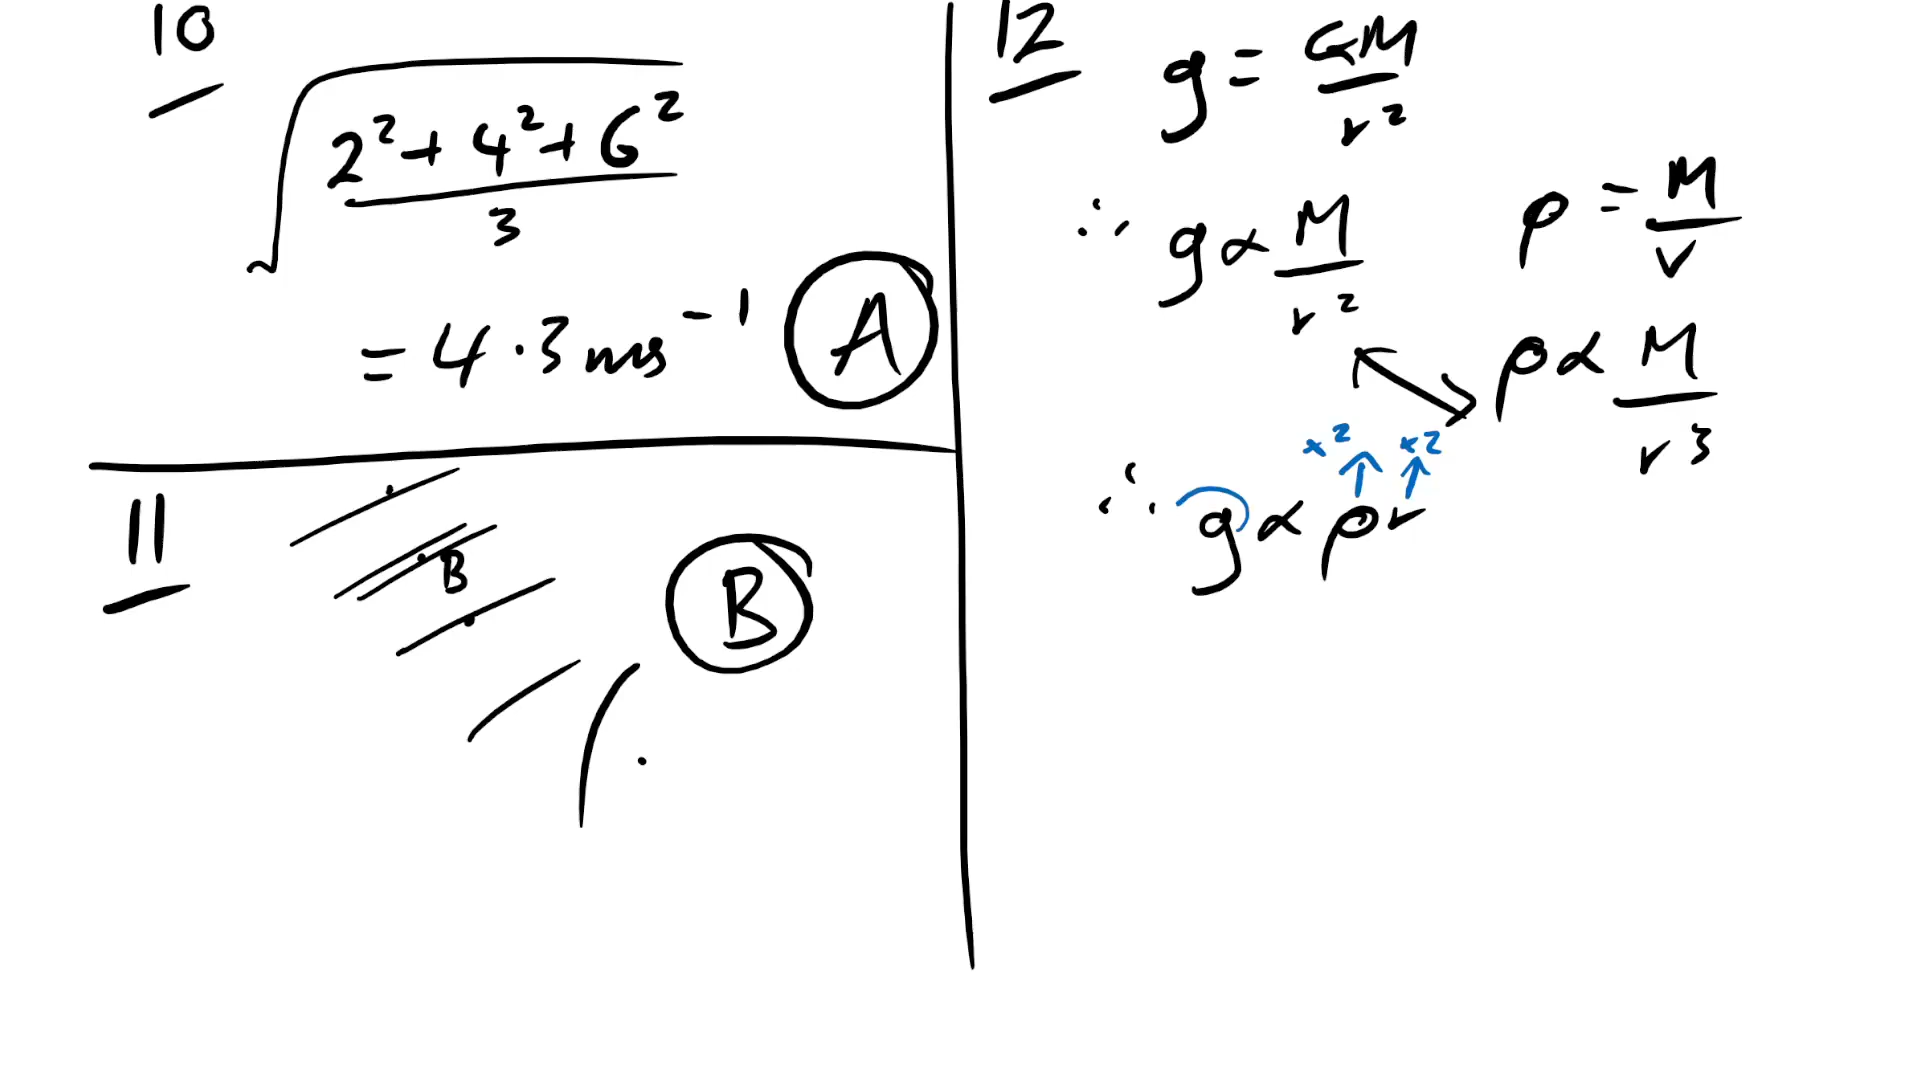 10
√(2² + 4² + 6² / 3)
= 4.3 ms⁻¹ A
11
B
B
12
g = GM / r²
∴ g ∝ M / r²
ρ = M / V
ρ ∝ M / r³
×2 ×2
∴ g ∝ ρr